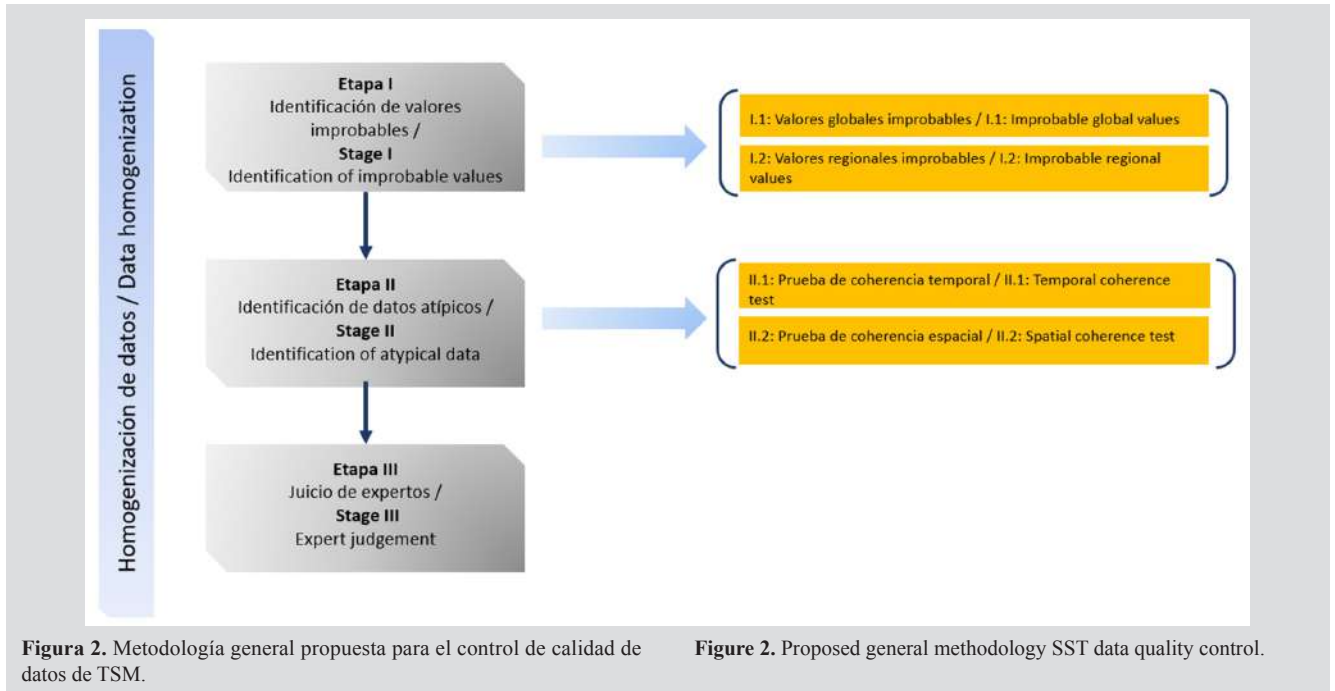 Homogenización de datos / Data homogenization
Etapa I
Identificación de valores
improbables /
Stage I
Identification of improbable values
I.1: Valores globales improbables / I.1: Improbable global values
I.2: Valores regionales improbables / I.2: Improbable regional
values
Etapa II
Identificación de datos atípicos /
Stage II
Identification of atypical data
II.1: Prueba de coherencia temporal / II.1: Temporal coherence
test
II.2: Prueba de coherencia espacial / II.2: Spatial coherence test
Etapa III
Juicio de expertos /
Stage III
Expert judgement
Figura 2. Metodología general propuesta para el control de calidad de
datos de TSM.
Figure 2. Proposed general methodology SST data quality control.